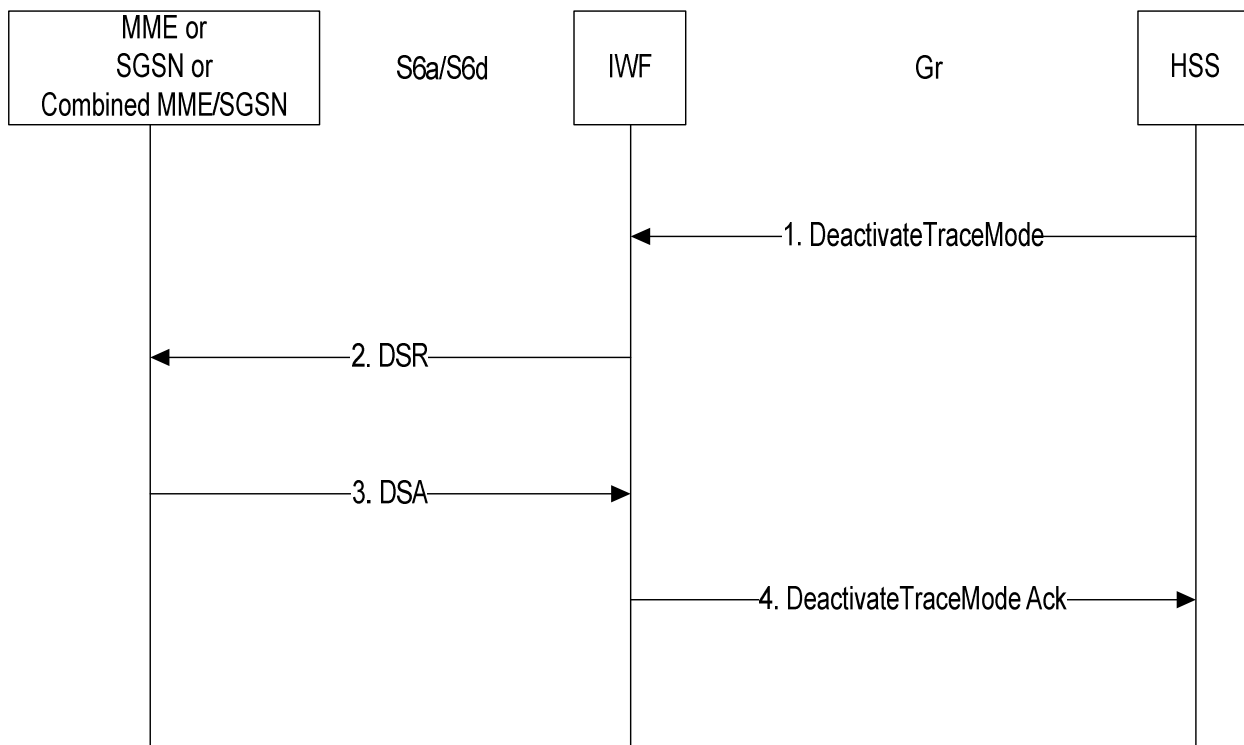 MME or
SGSN or
Combined MME/SGSN
S6a/S6d
IWF
Gr
HSS
1. DeactivateTraceMode
2. DSR
3. DSA
4. DeactivateTraceMode Ack